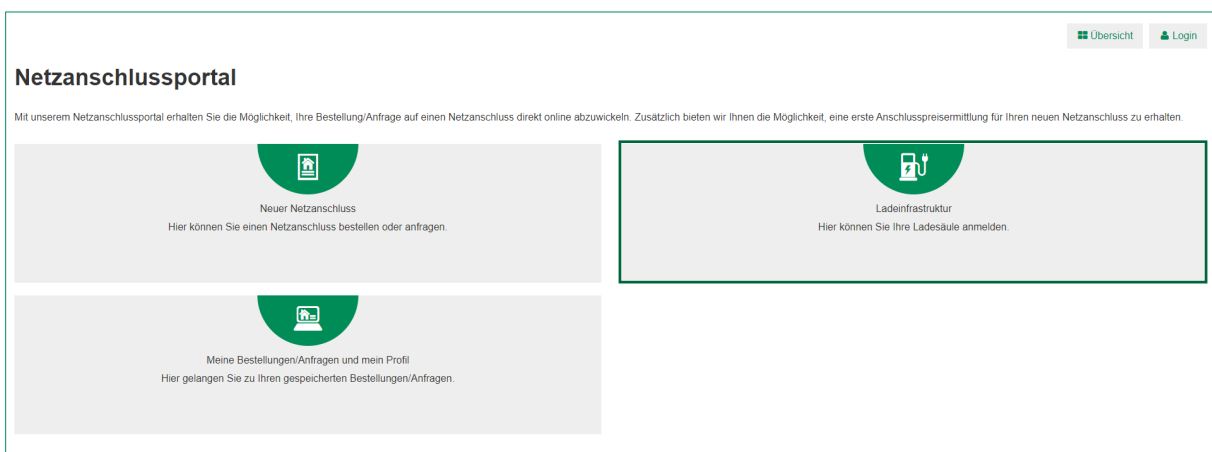 Übersicht
Login
Netzanschlussportal
Mit unserem Netzanschlussportal erhalten Sie die Möglichkeit, Ihre Bestellung/Anfrage auf einen Netzanschluss direkt online abzuwickeln. Zusätzlich bieten wir Ihnen die Möglichkeit, eine erste Anschlusspreisermittlung für Ihren neuen Netzanschluss zu erhalten.
Neuer Netzanschluss
Hier können Sie einen Netzanschluss bestellen oder anfragen.
Ladeinfrastruktur
Hier können Sie Ihre Ladesäule anmelden.
Meine Bestellungen/Anfragen und mein Profil
Hier gelangen Sie zu Ihren gespeicherten Bestellungen/Anfragen.